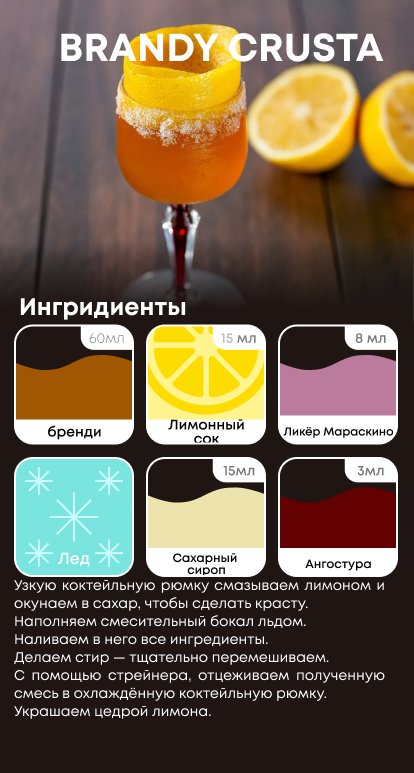 BRANDY CRUSTA
Ингридиенты
60мл
15 мл
8 мл
бренди
Лимонный
сок
Ликёр Мараскино
15мл
3мл
Лед
Сахарный
сироп
Ангостура
Узкую коктейльную рюмку смазываем лимоном и
окунаем в сахар, чтобы сделать красту.
Наполняем смесительный бокал льдом.
Наливаем в него все ингредиенты.
Делаем стир — тщательно перемешиваем.
С помощью стрейнера, отцеживаем полученную
смесь в охлаждённую коктейльную рюмку.
Украшаем цедрой лимона.